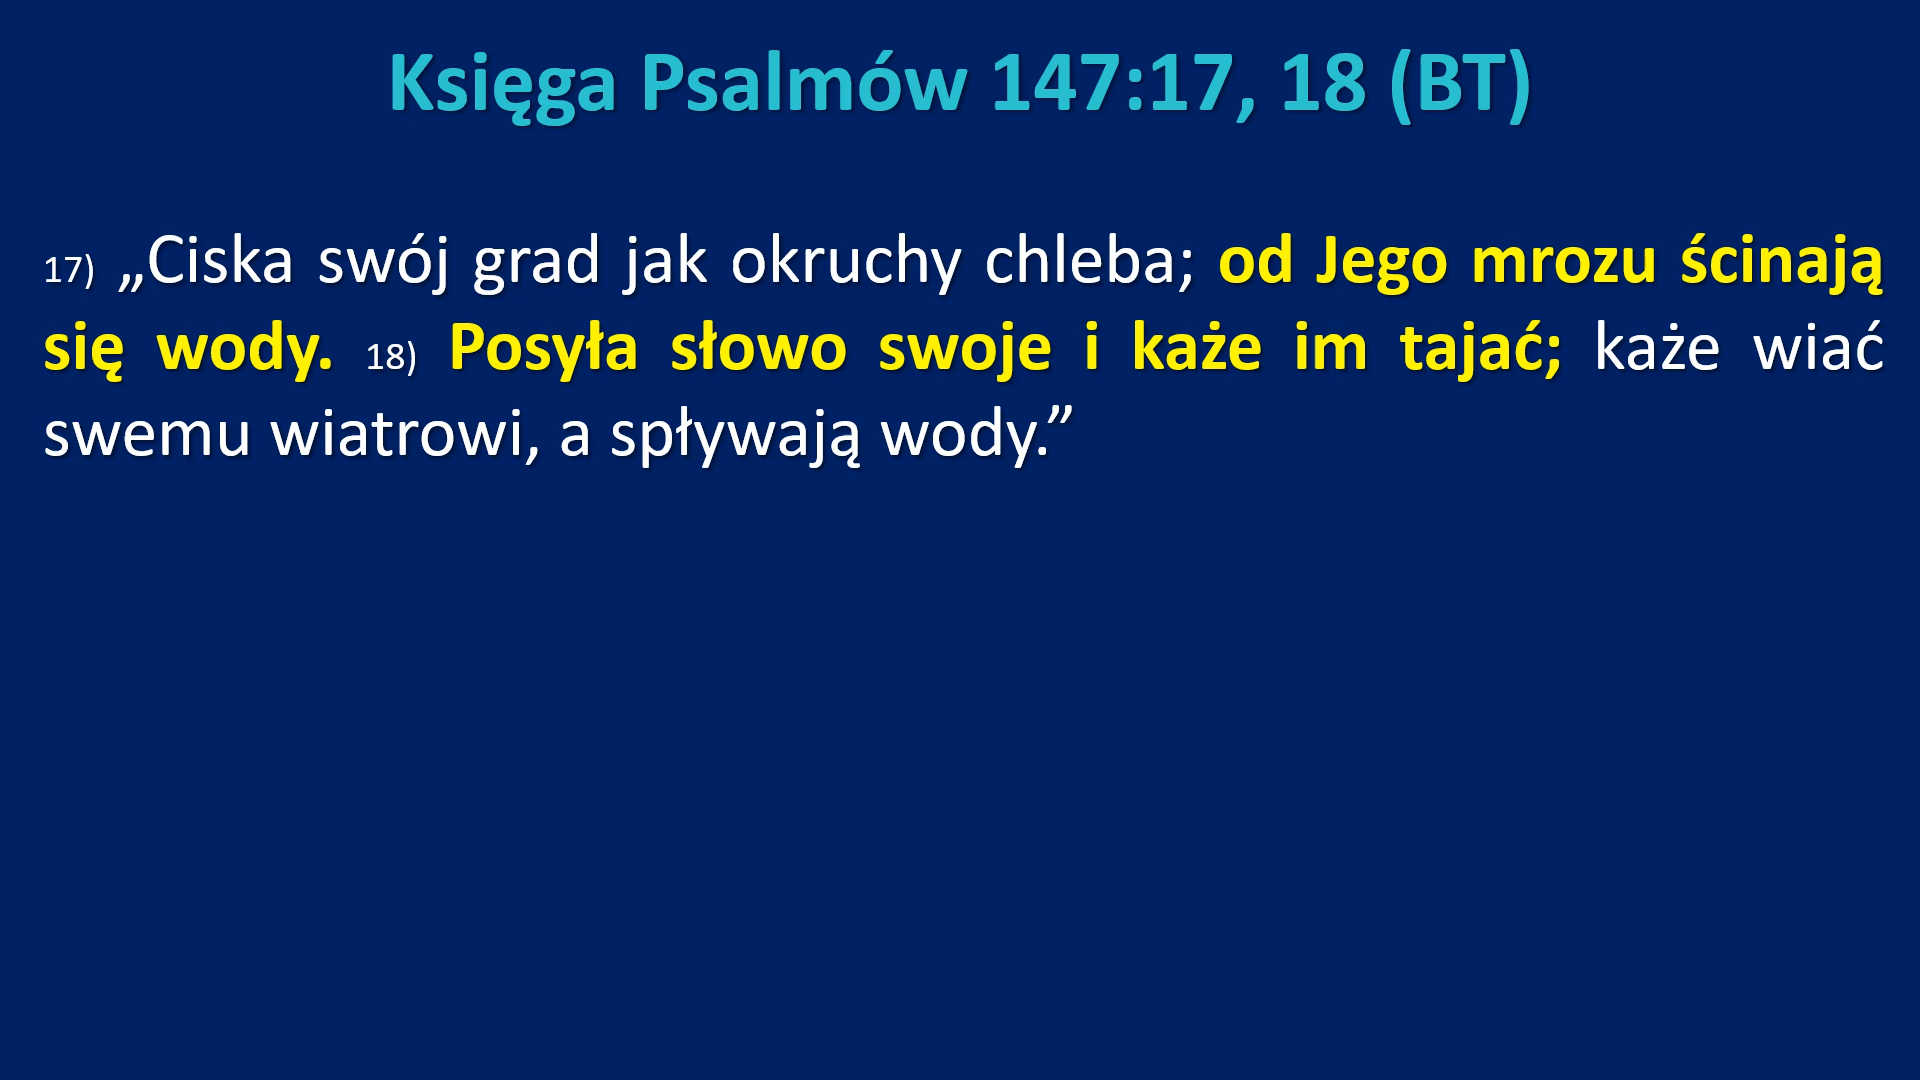 Księga Psalmów 147:17, 18 (BT)
17) „Ciska swój grad jak okruchy chleba; od Jego mrozu ścinają
się wody. 18) Posyła słowo swoje i każe im tajać; każe wiać
swemu wiatrowi, a spływają wody.”